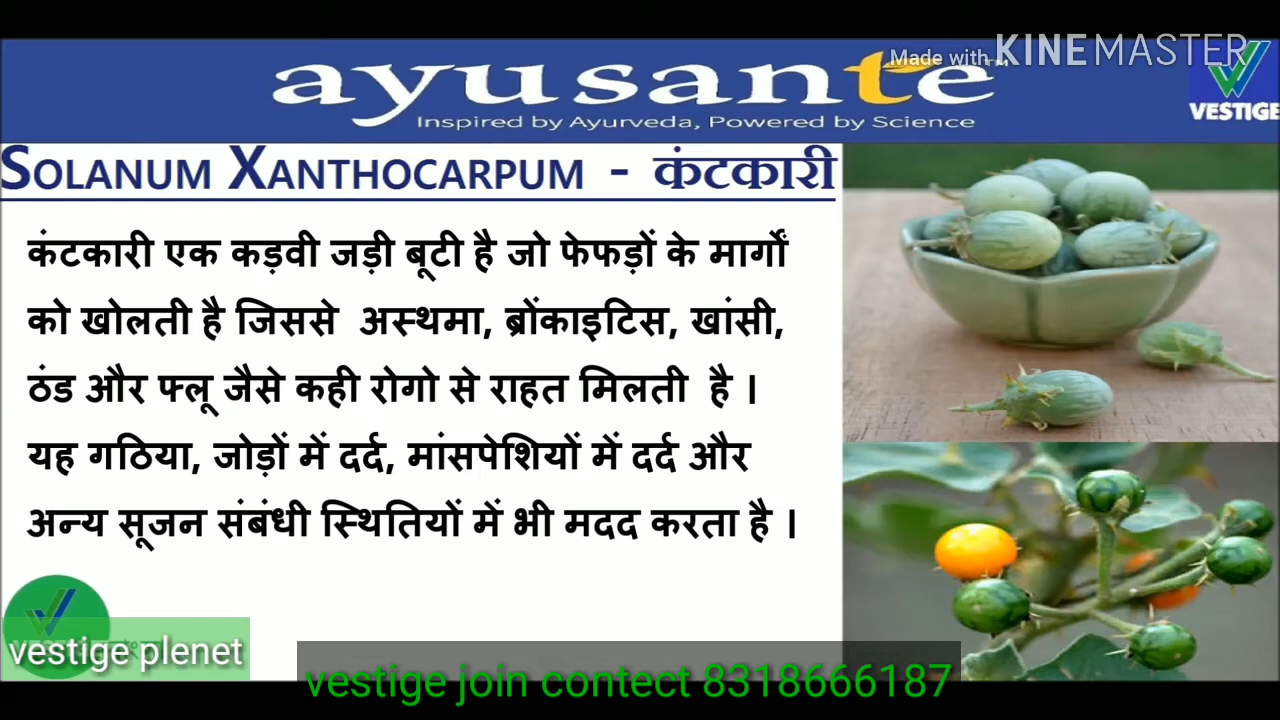 Made with KINEMASTER
ayusante™
Inspired by Ayurveda, Powered by Science
VESTIGE
SOLANUM XANTHOCARPUM - कंटकारी
कंटकारी एक कड़वी जड़ी बूटी है जो फेफड़ों के मार्गों
को खोलती है जिससे अस्थमा, ब्रोंकाइटिस, खांसी,
ठंड और फ्लू जैसे कही रोगो से राहत मिलती है ।
यह गठिया, जोड़ों में दर्द, मांसपेशियों में दर्द और
अन्य सूजन संबंधी स्थितियों में भी मदद करता है ।
vestige plenet
vestige join contect 8318666187